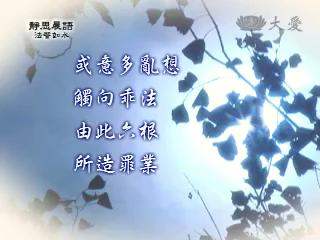 靜思晨語
法譬如水
大愛
或意多亂想
觸向乖法
由此六根
所造罪業